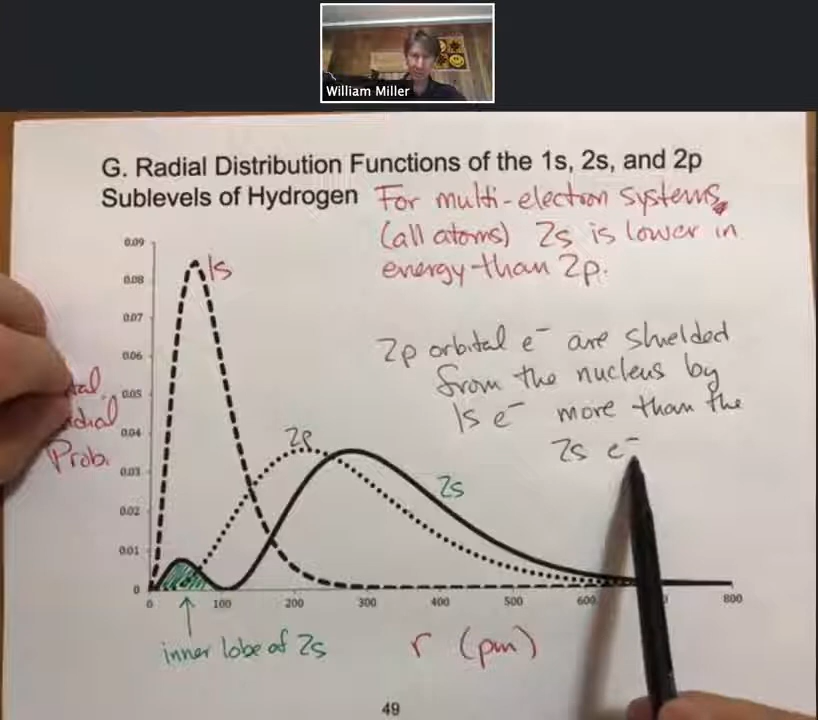 William Miller
G. Radial Distribution Functions of the 1s, 2s, and 2p
Sublevels of Hydrogen For multi-electron systems
(all atoms) 2s is lower in
energy than 2p.
2p orbital e⁻ are shielded
from the nucleus by
1s e⁻ more than the
2s e⁻
0.09
0.08
0.07
0.06
0.05
0.04
0.03
0.02
0.01
0
1s
2p
2s
Prob.
0 100 200 300 400 500 600 800
inner lobe of 2s
r (pm)
49